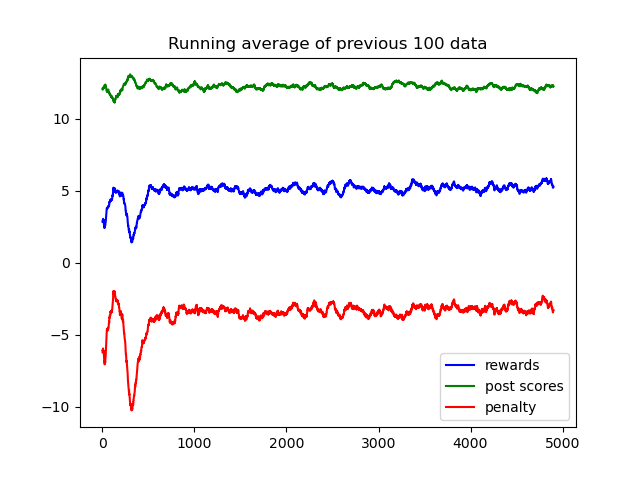 Running average of previous 100 data
10
5
0
−5
−10
0 1000 2000 3000 4000 5000
rewards
post scores
penalty